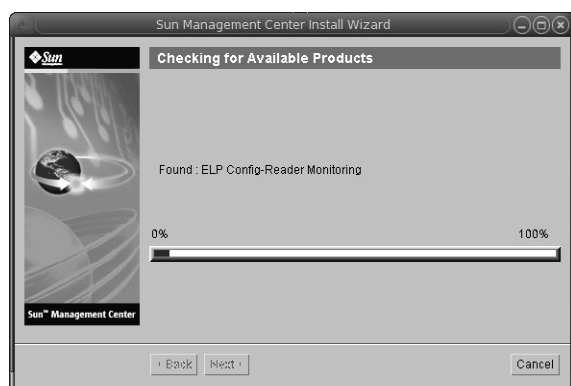 Sun Management Center Install Wizard
Sun
Checking for Available Products
Found : ELP Config-Reader Monitoring
0% 100%
Sun™ Management Center
Back Next
Cancel